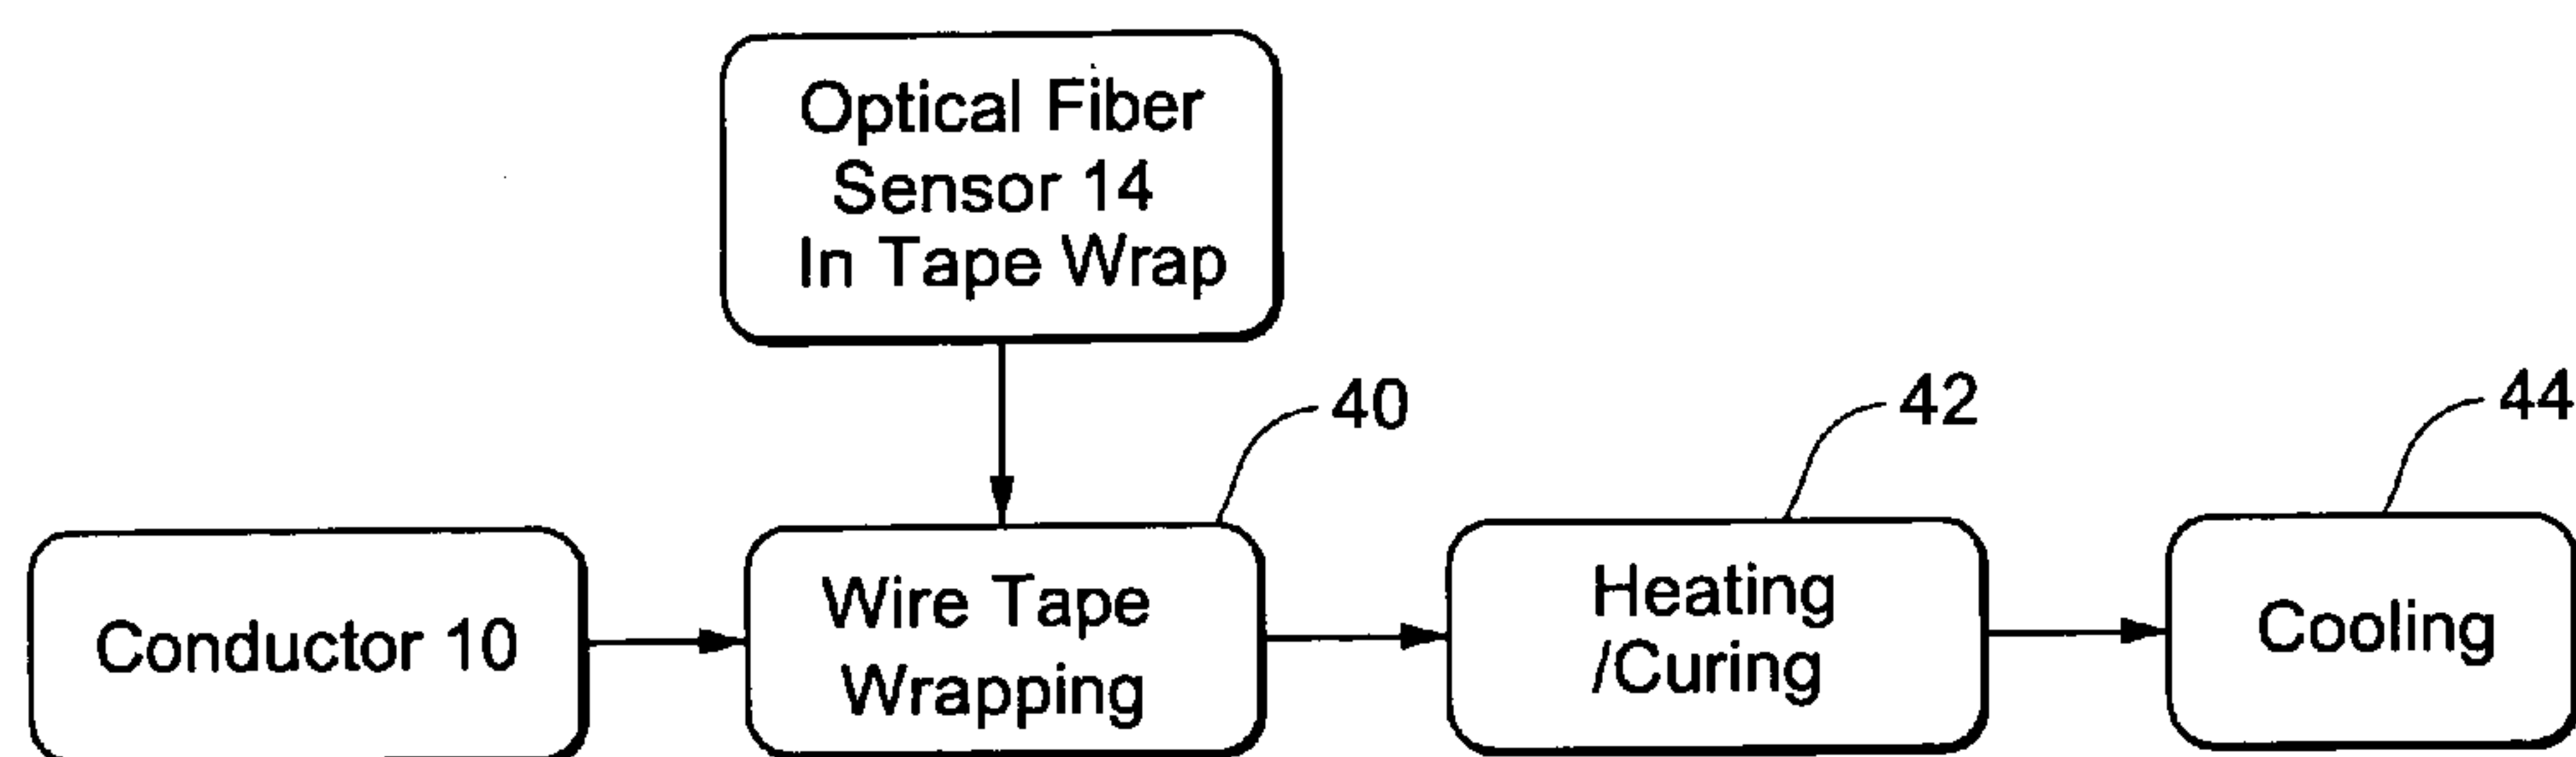 Optical Fiber
Sensor 14
In Tape Wrap
40
42
44
Conductor 10
Wire Tape
Wrapping
Heating
/Curing
Cooling